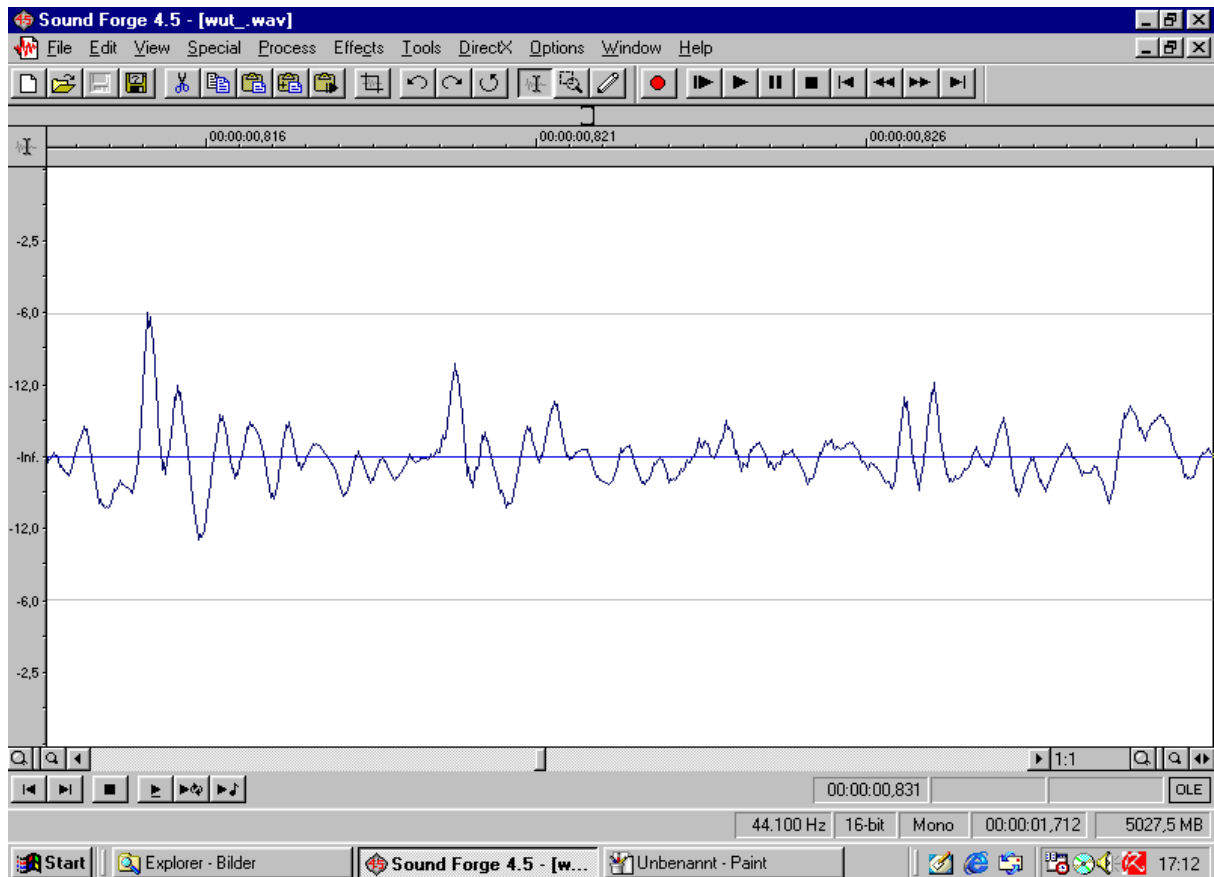 Sound Forge 4.5 - [wut_.wav]
File Edit View Special Process Effects Tools DirectX Options Window Help
00:00:00,816 00:00:00,821 00:00:00,826
-2,5
-6,0
-12,0
-Inf.
-12,0
-6,0
-2,5
1:1
00:00:00,831 OLE
44.100 Hz 16-bit Mono 00:00:01,712 5027,5 MB
Start Explorer - Bilder Sound Forge 4.5 - [w... Unbenannt - Paint 17:12